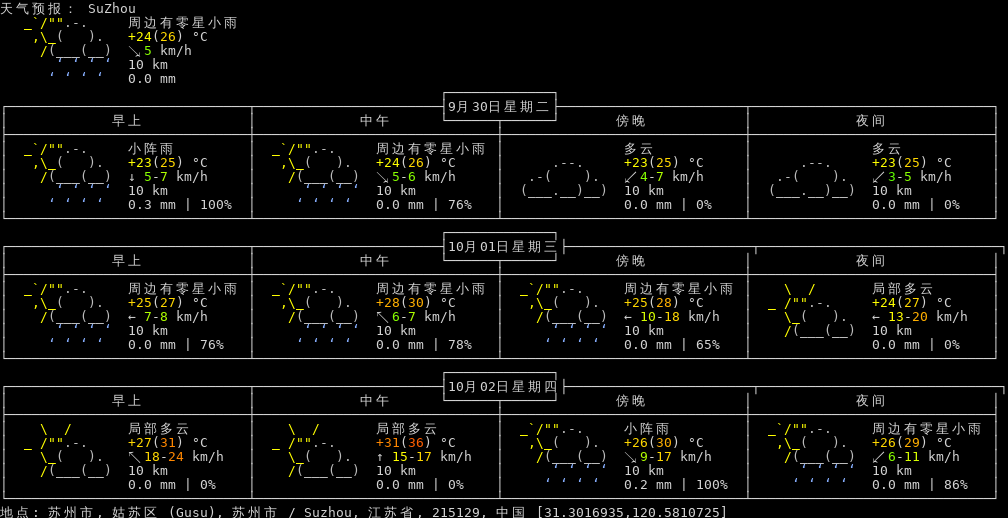 天气预报： SuZhou
周边有零星小雨
+24(26) °C
↘ 5 km/h
10 km
0.0 mm
9月30日星期二
早上 中午 傍晚 夜间
小阵雨 周边有零星小雨 多云 多云
+23(25) °C +24(26) °C +23(25) °C +23(25) °C
↓ 5-7 km/h ↘ 5-6 km/h ↙ 4-7 km/h ↙ 3-5 km/h
10 km 10 km 10 km 10 km
0.3 mm | 100% 0.0 mm | 76% 0.0 mm | 0% 0.0 mm | 0%
10月01日星期三
早上 中午 傍晚 夜间
周边有零星小雨 周边有零星小雨 周边有零星小雨 局部多云
+25(27) °C +28(30) °C +25(28) °C +24(27) °C
← 7-8 km/h ↖ 6-7 km/h ← 10-18 km/h ← 13-20 km/h
10 km 10 km 10 km 10 km
0.0 mm | 76% 0.0 mm | 78% 0.0 mm | 65% 0.0 mm | 0%
10月02日星期四
早上 中午 傍晚 夜间
局部多云 局部多云 小阵雨 周边有零星小雨
+27(31) °C +31(36) °C +26(30) °C +26(29) °C
↖ 18-24 km/h ↑ 15-17 km/h ↘ 9-17 km/h ↙ 6-11 km/h
10 km 10 km 10 km 10 km
0.0 mm | 0% 0.0 mm | 0% 0.2 mm | 100% 0.0 mm | 86%
地点: 苏州市, 姑苏区 (Gusu), 苏州市 / Suzhou, 江苏省, 215129, 中国 [31.3016935,120.5810725]